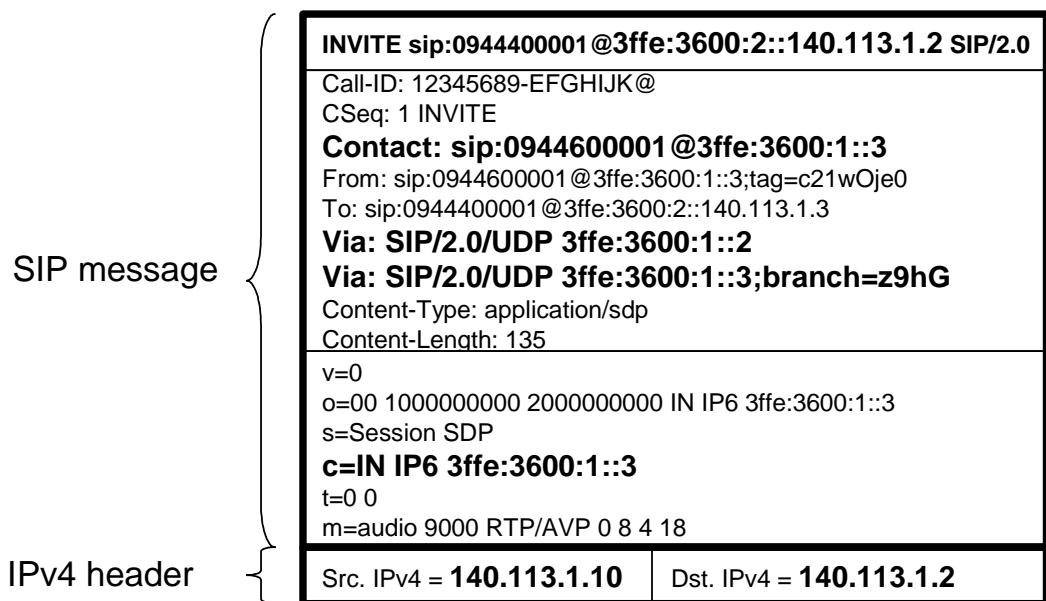 INVITE sip:0944400001@3ffe:3600:2::140.113.1.2 SIP/2.0
Call-ID: 12345689-EFGHIJK@
CSeq: 1 INVITE
Contact: sip:0944600001@3ffe:3600:1::3
From: sip:0944600001@3ffe:3600:1::3;tag=c21wOje0
To: sip:0944400001@3ffe:3600:2::140.113.1.3
Via: SIP/2.0/UDP 3ffe:3600:1::2
SIP message
Via: SIP/2.0/UDP 3ffe:3600:1::3;branch=z9hG
Content-Type: application/sdp
Content-Length: 135
v=0
o=00 1000000000 2000000000 IN IP6 3ffe:3600:1::3
s=Session SDP
c=IN IP6 3ffe:3600:1::3
t=0 0
m=audio 9000 RTP/AVP 0 8 4 18
IPv4 header
Src. IPv4 = 140.113.1.10
Dst. IPv4 = 140.113.1.2